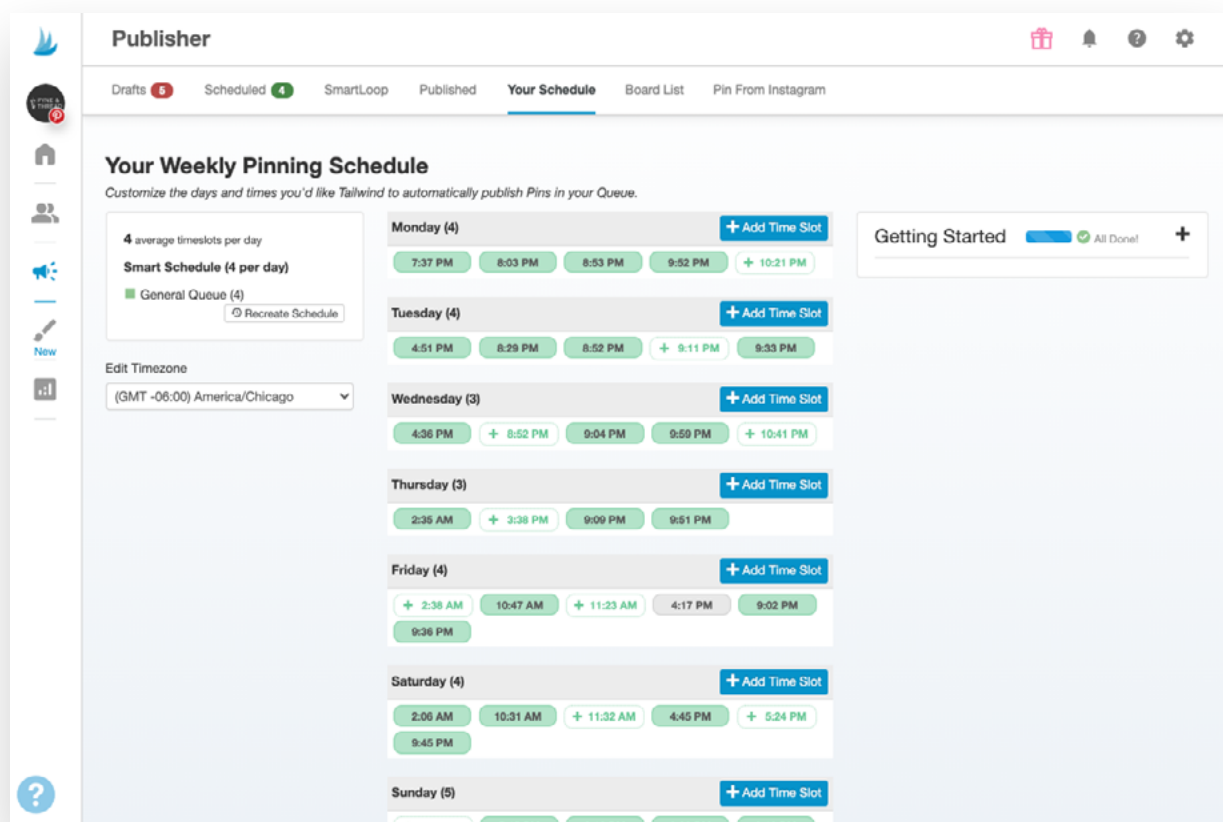 Publisher
Drafts 5 Scheduled 4 SmartLoop Published Your Schedule Board List Pin From Instagram
PINE &
THREAD
Your Weekly Pinning Schedule
Customize the days and times you'd like Tailwind to automatically publish Pins in your Queue.
4 average timeslots per day
Smart Schedule (4 per day)
General Queue (4)
Recreate Schedule
Edit Timezone
(GMT -06:00) America/Chicago
New
Monday (4) + Add Time Slot
7:37 PM 8:03 PM 8:53 PM 9:52 PM + 10:21 PM
Tuesday (4) + Add Time Slot
4:51 PM 8:29 PM 8:52 PM + 9:11 PM 9:33 PM
Wednesday (3) + Add Time Slot
4:36 PM + 8:52 PM 9:04 PM 9:59 PM + 10:41 PM
Thursday (3) + Add Time Slot
2:35 AM + 3:38 PM 9:09 PM 9:51 PM
Friday (4) + Add Time Slot
+ 2:38 AM 10:47 AM + 11:23 AM 4:17 PM 9:02 PM
9:36 PM
Saturday (4) + Add Time Slot
2:06 AM 10:31 AM + 11:32 AM 4:45 PM + 5:24 PM
9:45 PM
Sunday (5) + Add Time Slot
Getting Started All Done! +
?